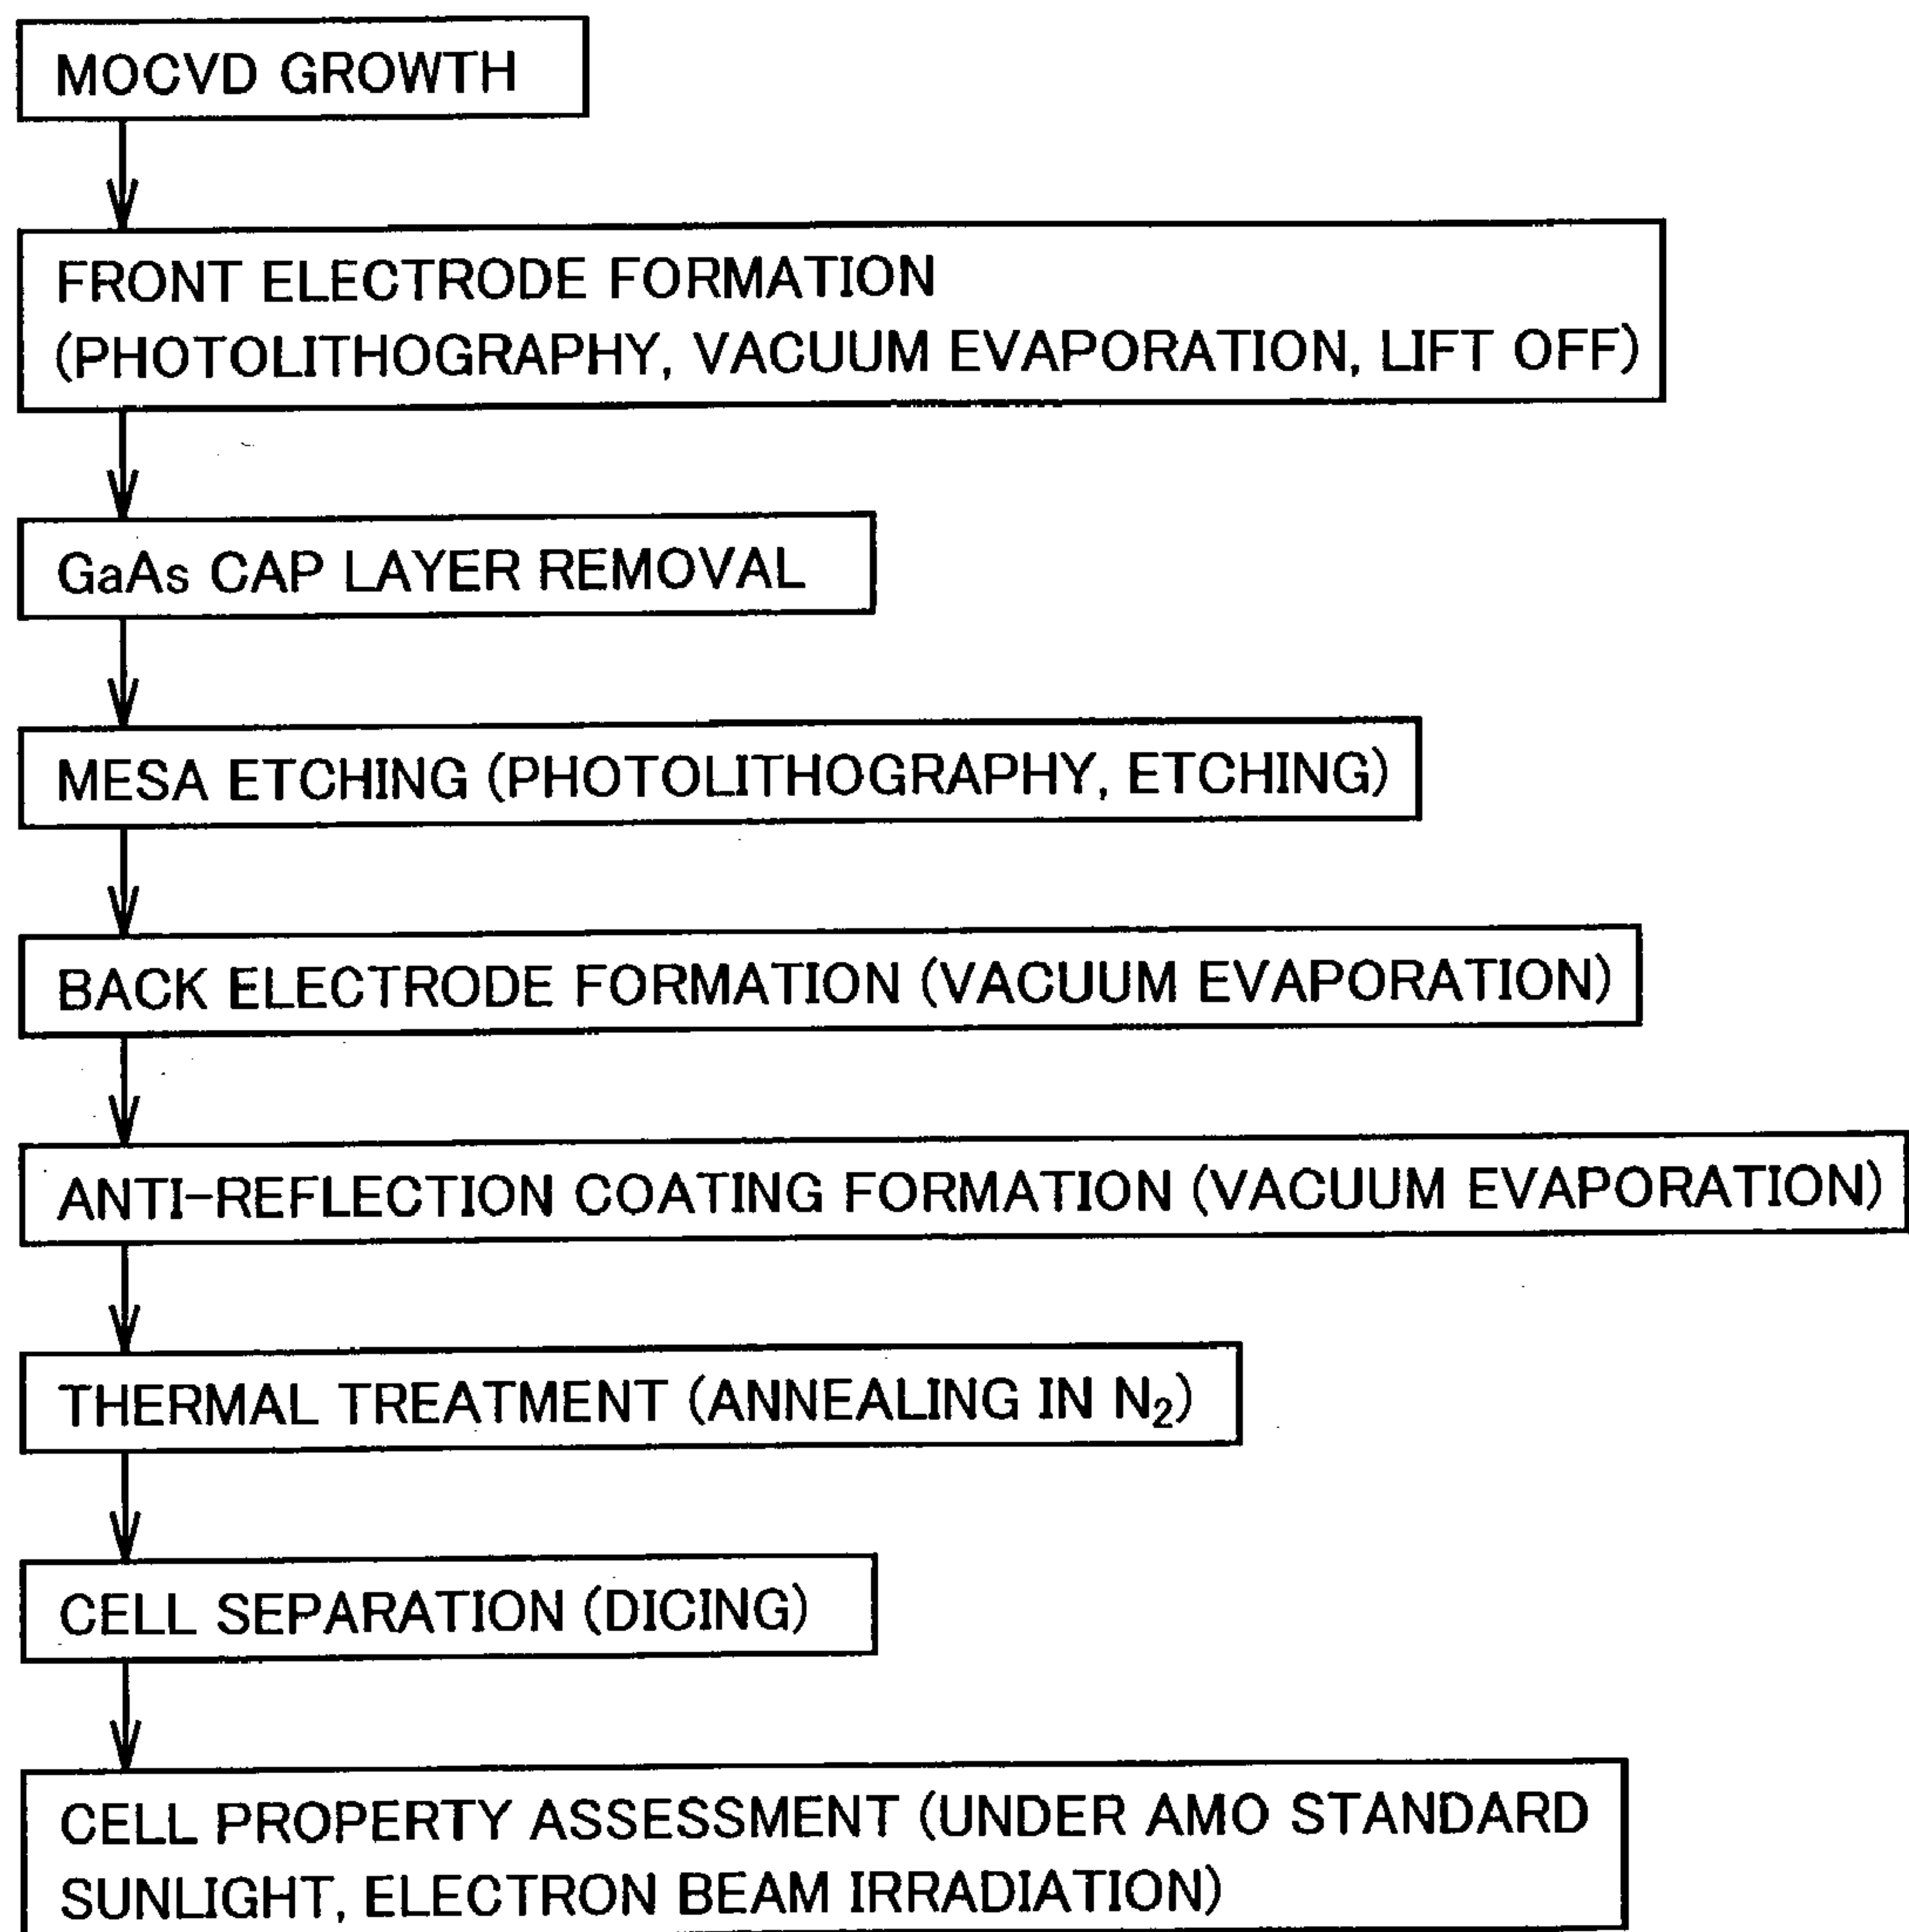 MOCVD GROWTH
FRONT ELECTRODE FORMATION
(PHOTOLITHOGRAPHY, VACUUM EVAPORATION, LIFT OFF)
GaAs CAP LAYER REMOVAL
MESA ETCHING (PHOTOLITHOGRAPHY, ETCHING)
BACK ELECTRODE FORMATION (VACUUM EVAPORATION)
ANTI-REFLECTION COATING FORMATION (VACUUM EVAPORATION)
THERMAL TREATMENT (ANNEALING IN N₂)
CELL SEPARATION (DICING)
CELL PROPERTY ASSESSMENT (UNDER AMO STANDARD
SUNLIGHT, ELECTRON BEAM IRRADIATION)